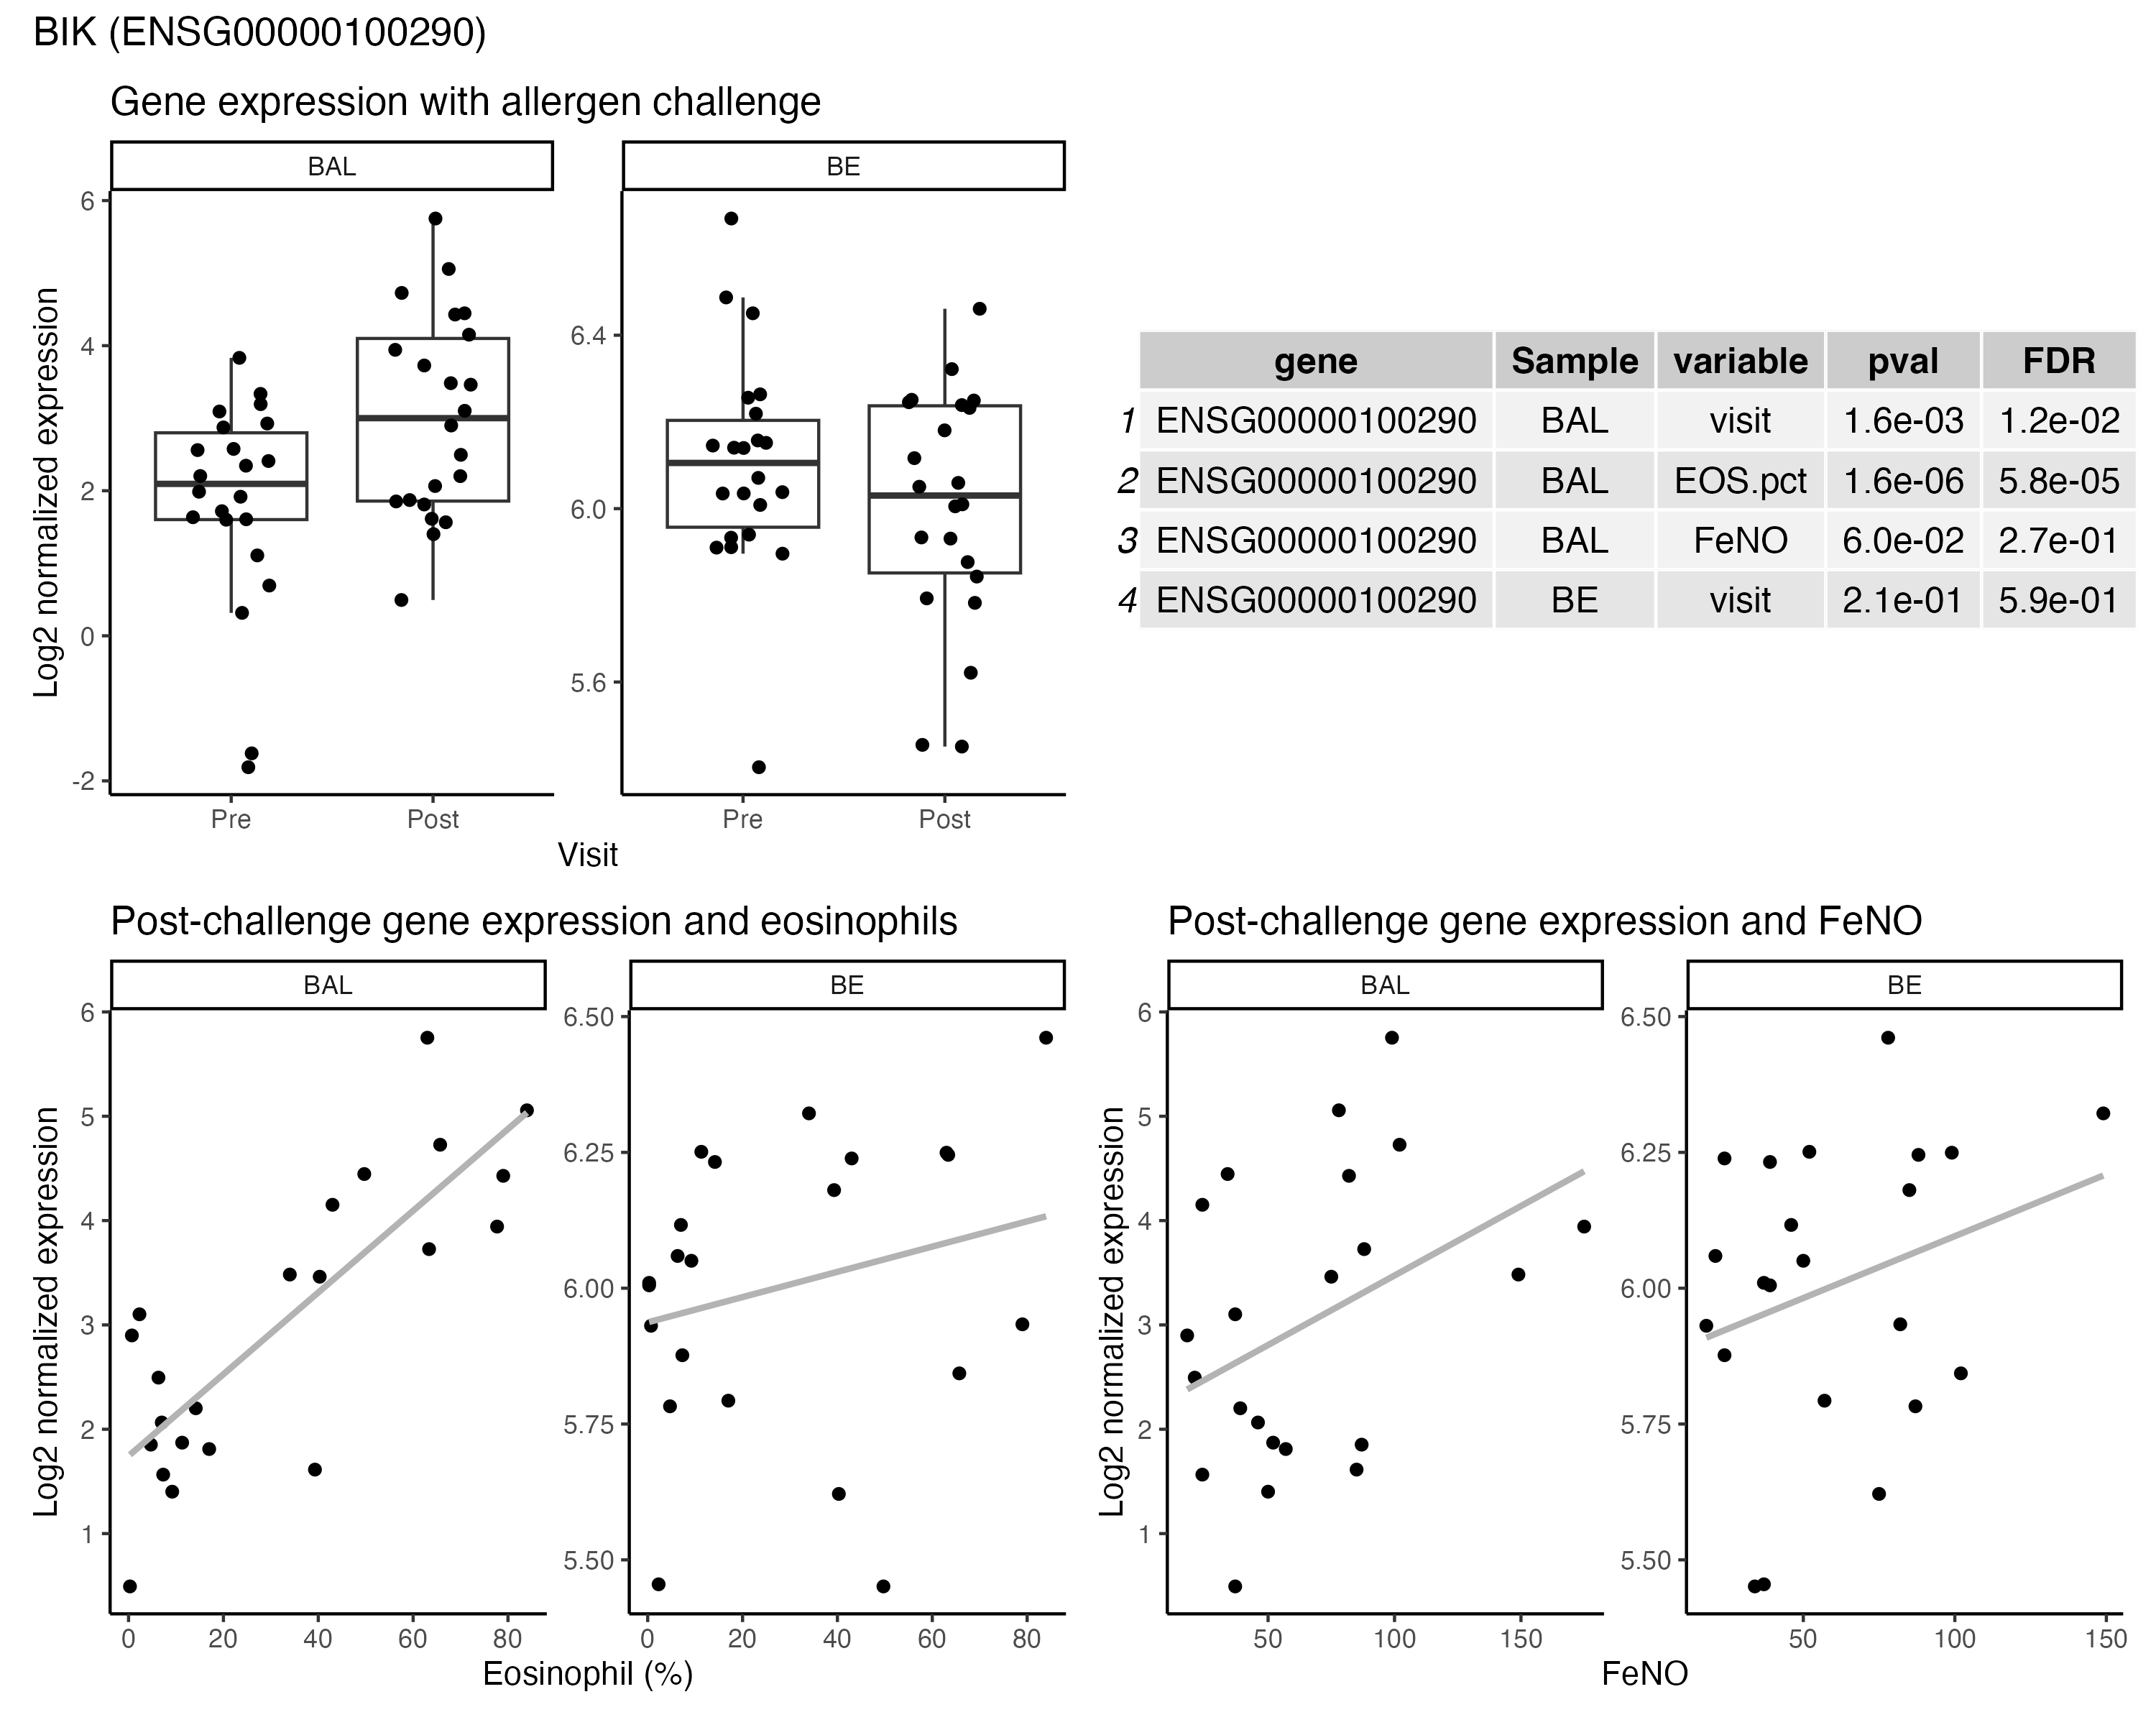 BIK (ENSG00000100290)
Gene expression with allergen challenge
BAL
BE
Log2 normalized expression
6
4
2
0
-2
6.4
6.0
5.6
Pre
Post
Pre
Post
Visit
gene Sample variable pval FDR
1 ENSG00000100290 BAL visit 1.6e-03 1.2e-02
2 ENSG00000100290 BAL EOS.pct 1.6e-06 5.8e-05
3 ENSG00000100290 BAL FeNO 6.0e-02 2.7e-01
4 ENSG00000100290 BE visit 2.1e-01 5.9e-01
Post-challenge gene expression and eosinophils
BAL
BE
Log2 normalized expression
6
5
4
3
2
1
6.50
6.25
6.00
5.75
5.50
0 20 40 60 80
0 20 40 60 80
Eosinophil (%)
Post-challenge gene expression and FeNO
BAL
BE
Log2 normalized expression
6
5
4
3
2
1
6.50
6.25
6.00
5.75
5.50
50 100 150
50 100 150
FeNO